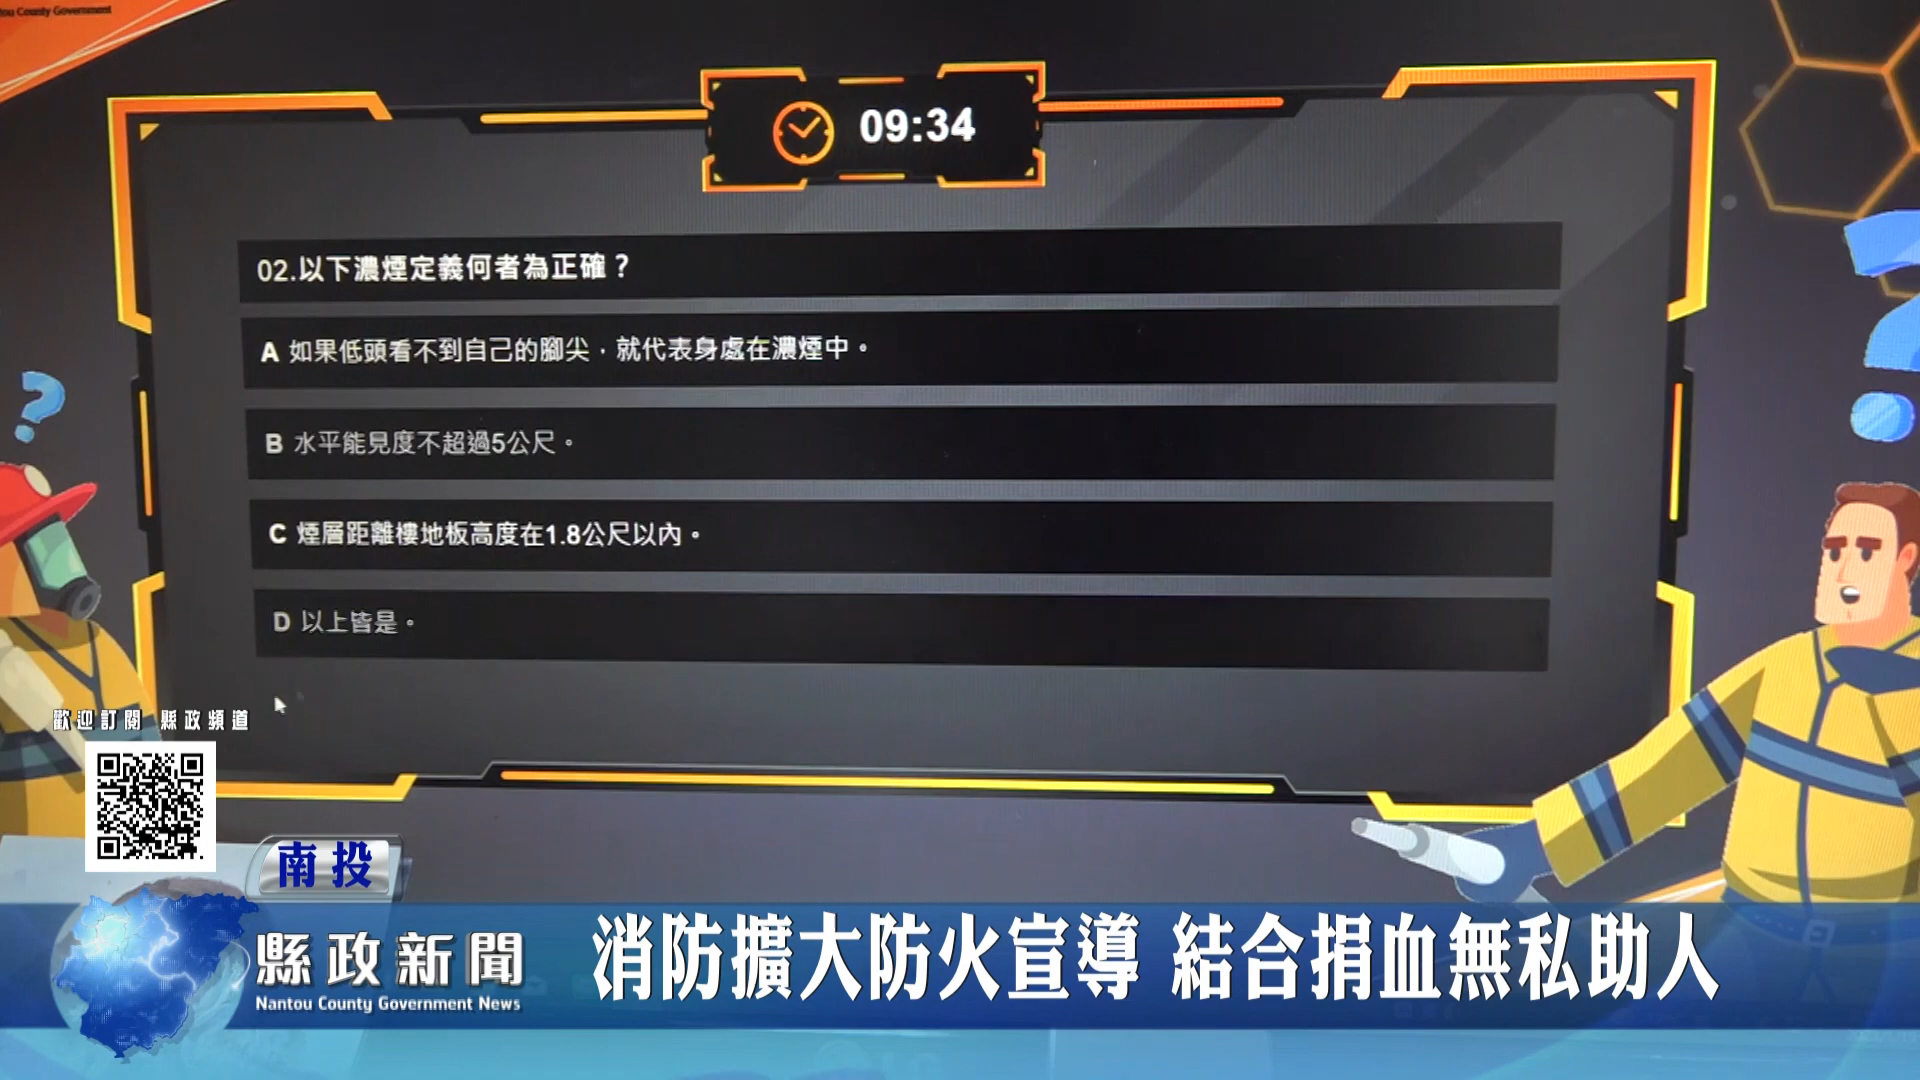 tou County Government
09:34
02.以下濃煙定義何者為正確？
A 如果低頭看不到自己的腳尖，就代表身處在濃煙中。
B 水平能見度不超過5公尺。
C 煙層距離樓地板高度在1.8公尺以內。
D 以上皆是。
歡迎訂閱 縣政頻道
南投
縣政新聞
Nantou County Government News
消防擴大防火宣導 結合捐血無私助人